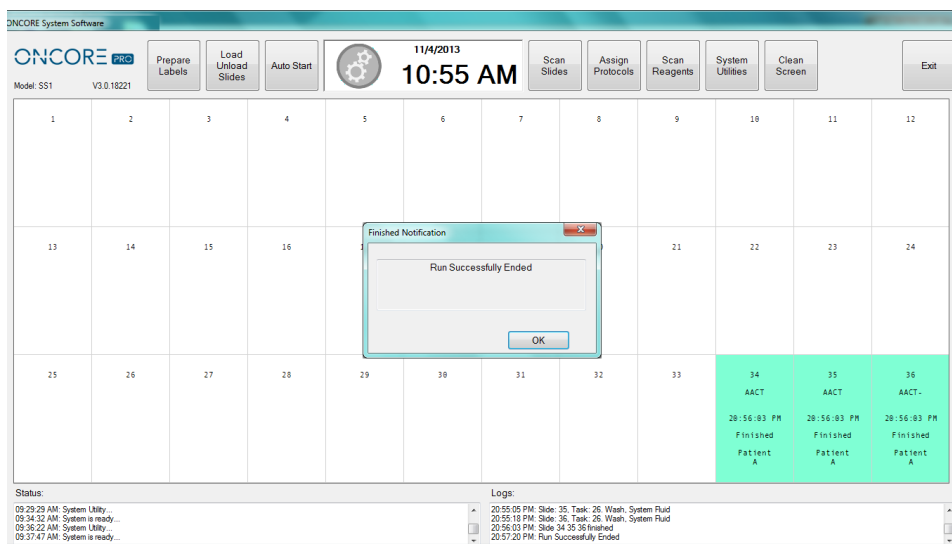 ONCORE System Software
ONCORE PRO
Model: SS1 V3.0.18221
Prepare Labels
Load Unload Slides
Auto Start
11/4/2013
10:55 AM
Scan Slides
Assign Protocols
Scan Reagents
System Utilities
Clean Screen
Exit
1 2 3 4 5 6 7 8 9 10 11 12
Finished Notification
13 14 15 16 21 22 23 24
Run Successfully Ended
OK
25 26 27 28 29 30 31 32 33 34 35 36
AACT AACT AACT-
20:56:03 PM 20:56:03 PM 20:56:03 PM
Finished Finished Finished
Patient Patient Patient
A A A
Status:
09:29:29 AM: System Utility...
09:34:32 AM: System is ready...
09:36:22 AM: System Utility...
09:37:47 AM: System is ready...
Logs:
20:55:05 PM: Slide: 35, Task: 26. Wash, System Fluid
20:55:18 PM: Slide: 36, Task: 26. Wash, System Fluid
20:56:03 PM: Slide 34 35 36 finished
20:57:20 PM: Run Successfully Ended